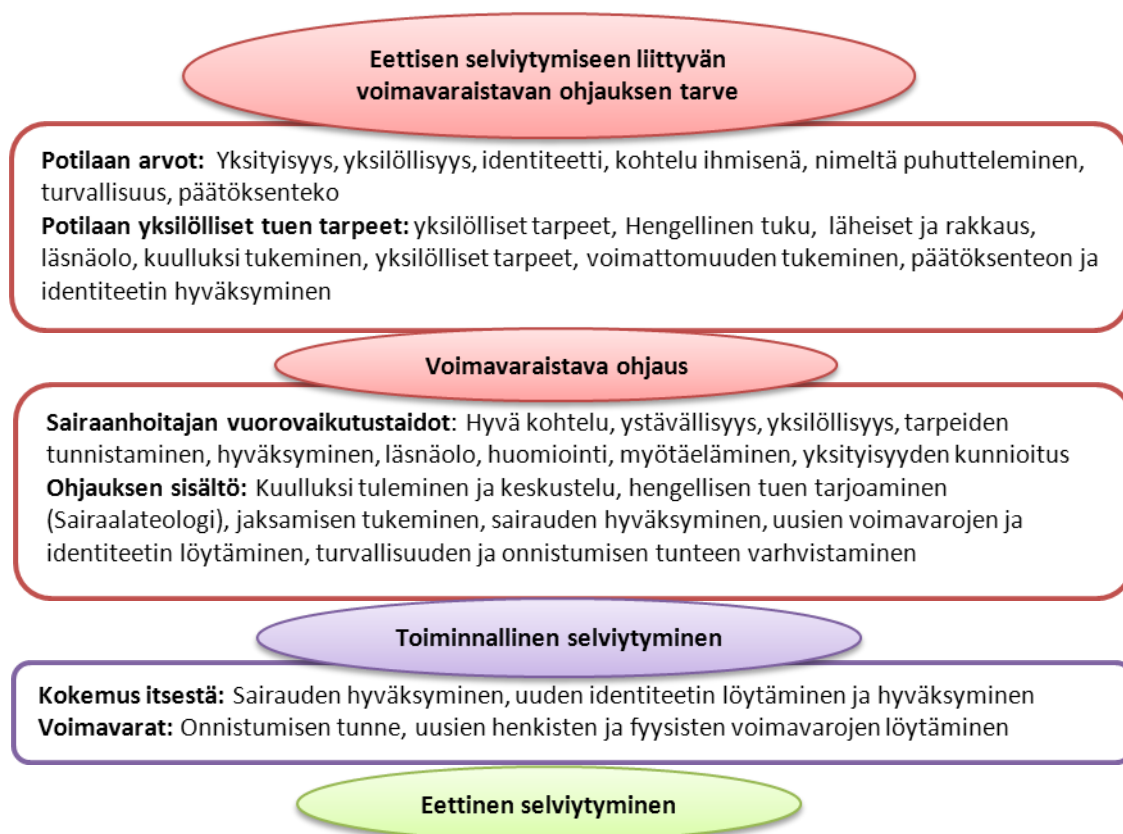 Eettisen selviytymiseen liittyvän
voimavaraistavan ohjauksen tarve
Potilaan arvot: Yksityisyys, yksilöllisyys, identiteetti, kohtelu ihmisenä, nimeltä puhutteleminen,
turvallisuus, päätöksenteko
Potilaan yksilölliset tuen tarpeet: yksilölliset tarpeet, Hengellinen tuku, läheiset ja rakkaus,
läsnäolo, kuulluksi tukeminen, yksilölliset tarpeet, voimattomuuden tukeminen, päätöksenteon ja
identiteetin hyväksyminen
Voimavaraistava ohjaus
Sairaanhoitajan vuorovaikutustaidot: Hyvä kohtelu, ystävällisyys, yksilöllisyys, tarpeiden
tunnistaminen, hyväksyminen, läsnäolo, huomiointi, myötäeläminen, yksityisyyden kunnioitus
Ohjauksen sisältö: Kuulluksi tuleminen ja keskustelu, hengellisen tuen tarjoaminen
(Sairaalateologi), jaksamisen tukeminen, sairauden hyväksyminen, uusien voimavarojen ja
identiteetin löytäminen, turvallisuuden ja onnistumisen tunteen varhvistaminen
Toiminnallinen selviytyminen
Kokemus itsestä: Sairauden hyväksyminen, uuden identiteetin löytäminen ja hyväksyminen
Voimavarat: Onnistumisen tunne, uusien henkisten ja fyysisten voimavarojen löytäminen
Eettinen selviytyminen